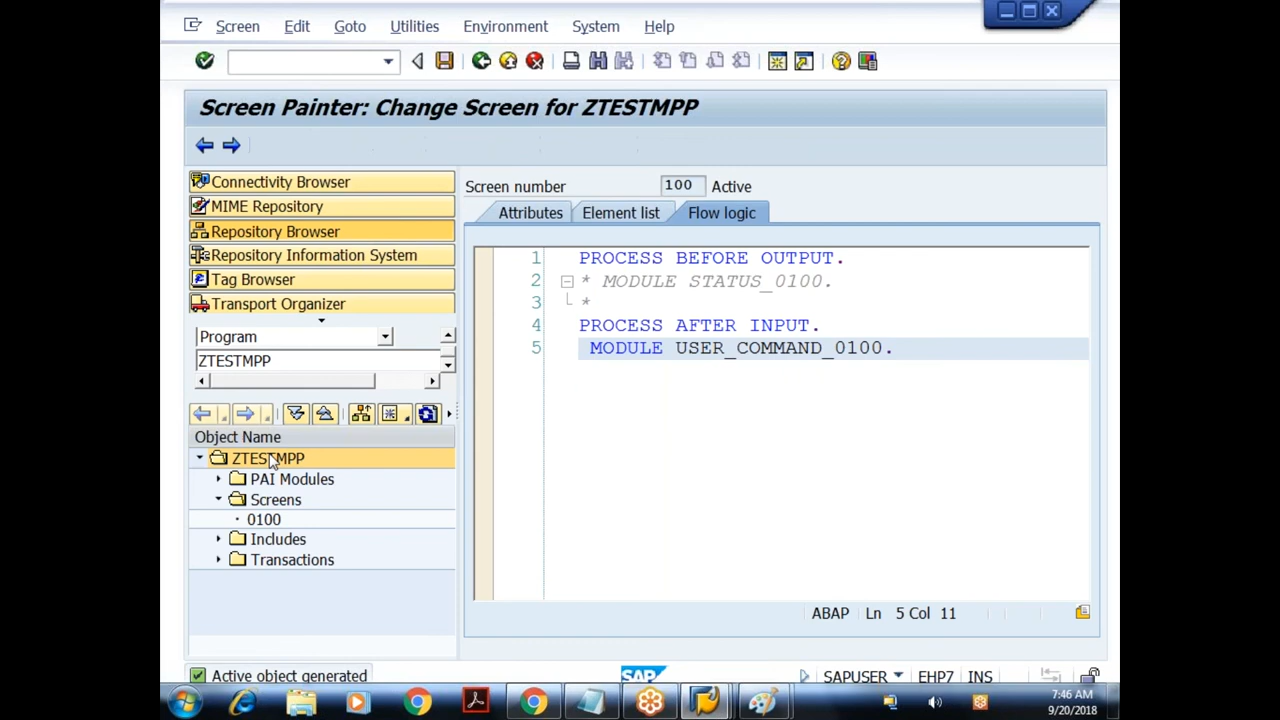 Screen Edit Goto Utilities Environment System Help
Screen Painter: Change Screen for ZTESTMPP
Connectivity Browser
MIME Repository
Repository Browser
Repository Information System
Tag Browser
Transport Organizer
Program
ZTESTMPP
Object Name
ZTESTMPP
PAI Modules
Screens
0100
Includes
Transactions
Screen number 100 Active
Attributes Element list Flow logic
1 PROCESS BEFORE OUTPUT.
2 * MODULE STATUS_0100.
3 *
4 PROCESS AFTER INPUT.
5 MODULE USER_COMMAND_0100.
ABAP Ln 5 Col 11
Active object generated
SAP
SAPUSER EHP7 INS
7:46 AM
9/20/2018